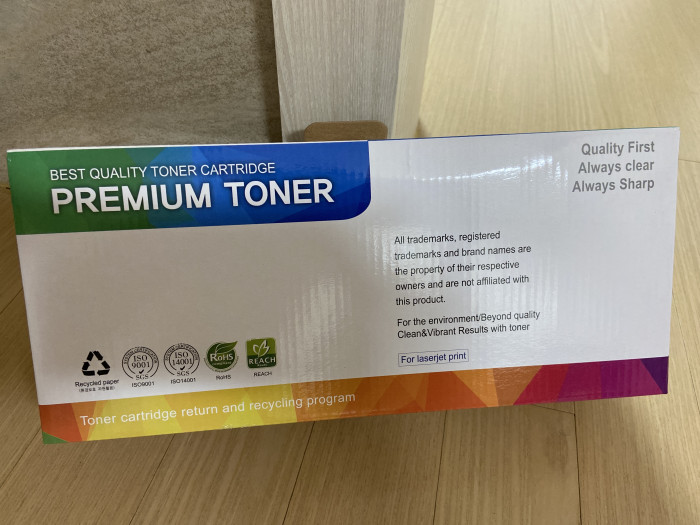 BEST QUALITY TONER CARTRIDGE
PREMIUM TONER
Quality First
Always clear
Always Sharp
All trademarks, registered
trademarks and brand names are
the property of their respective
owners and are not affiliated with
this product.
For the environment/Beyond quality
Clean&Vibrant Results with toner
For laserjet print
ISO
9001
SGS
ISO
14001
SGS
RoHS
REACH
Recycled paper
ISO9001
ISO14001
RoHS
REACH
Toner cartridge return and recycling program